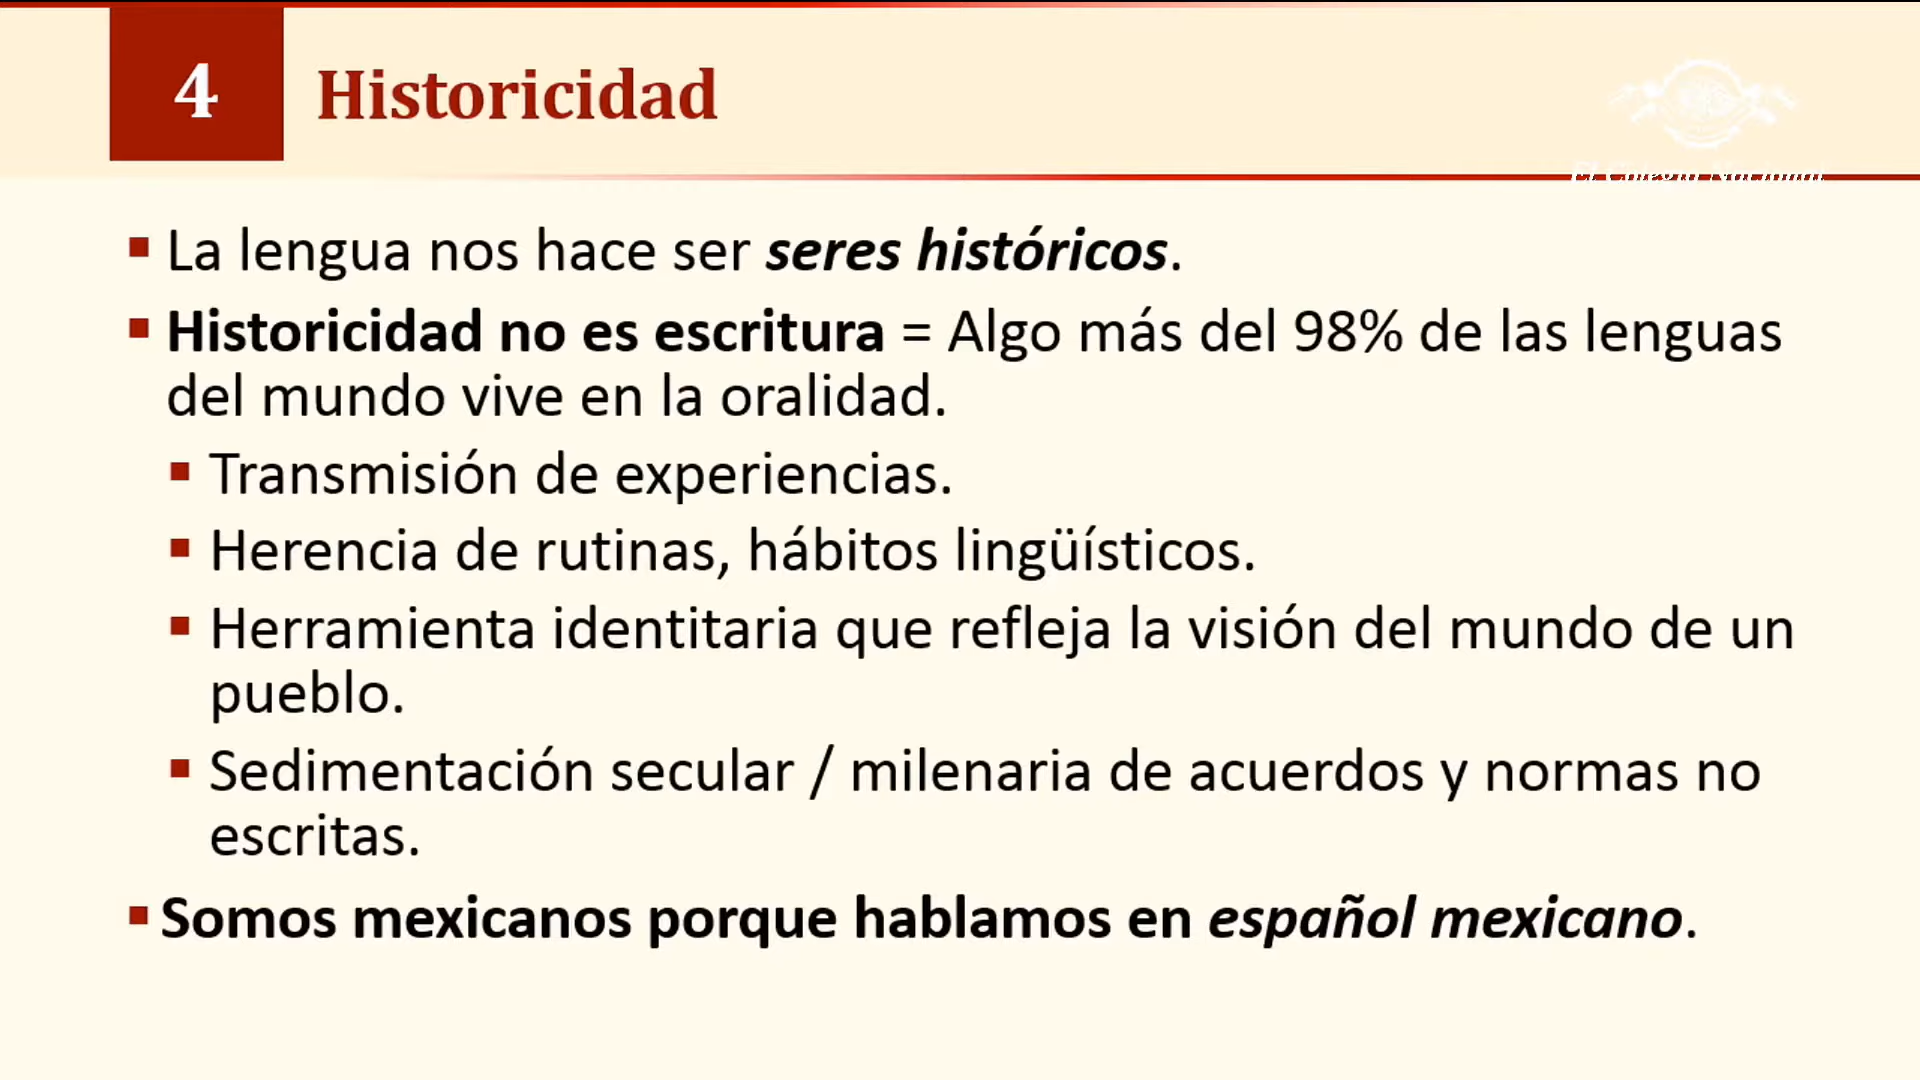 4
Historicidad
El Colegio Nacional
La lengua nos hace ser seres históricos.
Historicidad no es escritura = Algo más del 98% de las lenguas
del mundo vive en la oralidad.
Transmisión de experiencias.
Herencia de rutinas, hábitos lingüísticos.
Herramienta identitaria que refleja la visión del mundo de un
pueblo.
Sedimentación secular / milenaria de acuerdos y normas no
escritas.
Somos mexicanos porque hablamos en español mexicano.